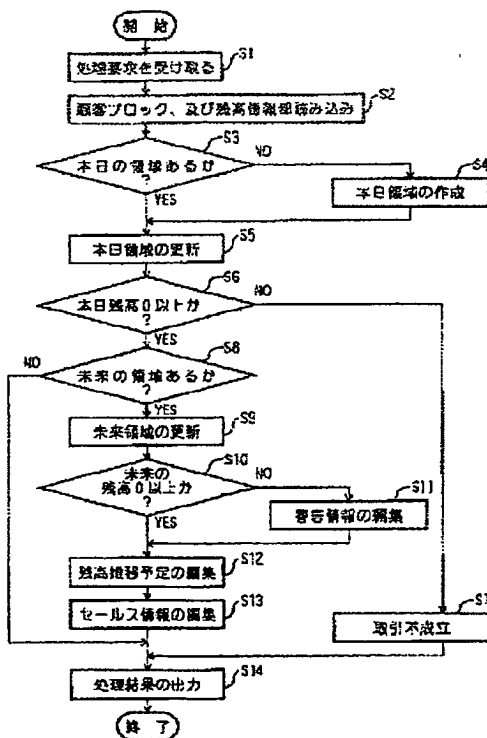 開 始
S1
処理要求を受け取る
S2
顧客ブロック、及び残高情報部読み込み
S3
本日の領域あるか
?
NO
YES
S4
本日領域の作成
S5
本日領域の更新
S6
本日残高0以上か
?
NO
YES
S8
未来の領域あるか
?
NO
YES
S9
未来領域の更新
S10
未来の
残高0以上か
?
NO
YES
S11
警告情報の編集
S12
残高推移予定の編集
S13
セールス情報の編集
取引不成立
S14
処理結果の出力
終 了